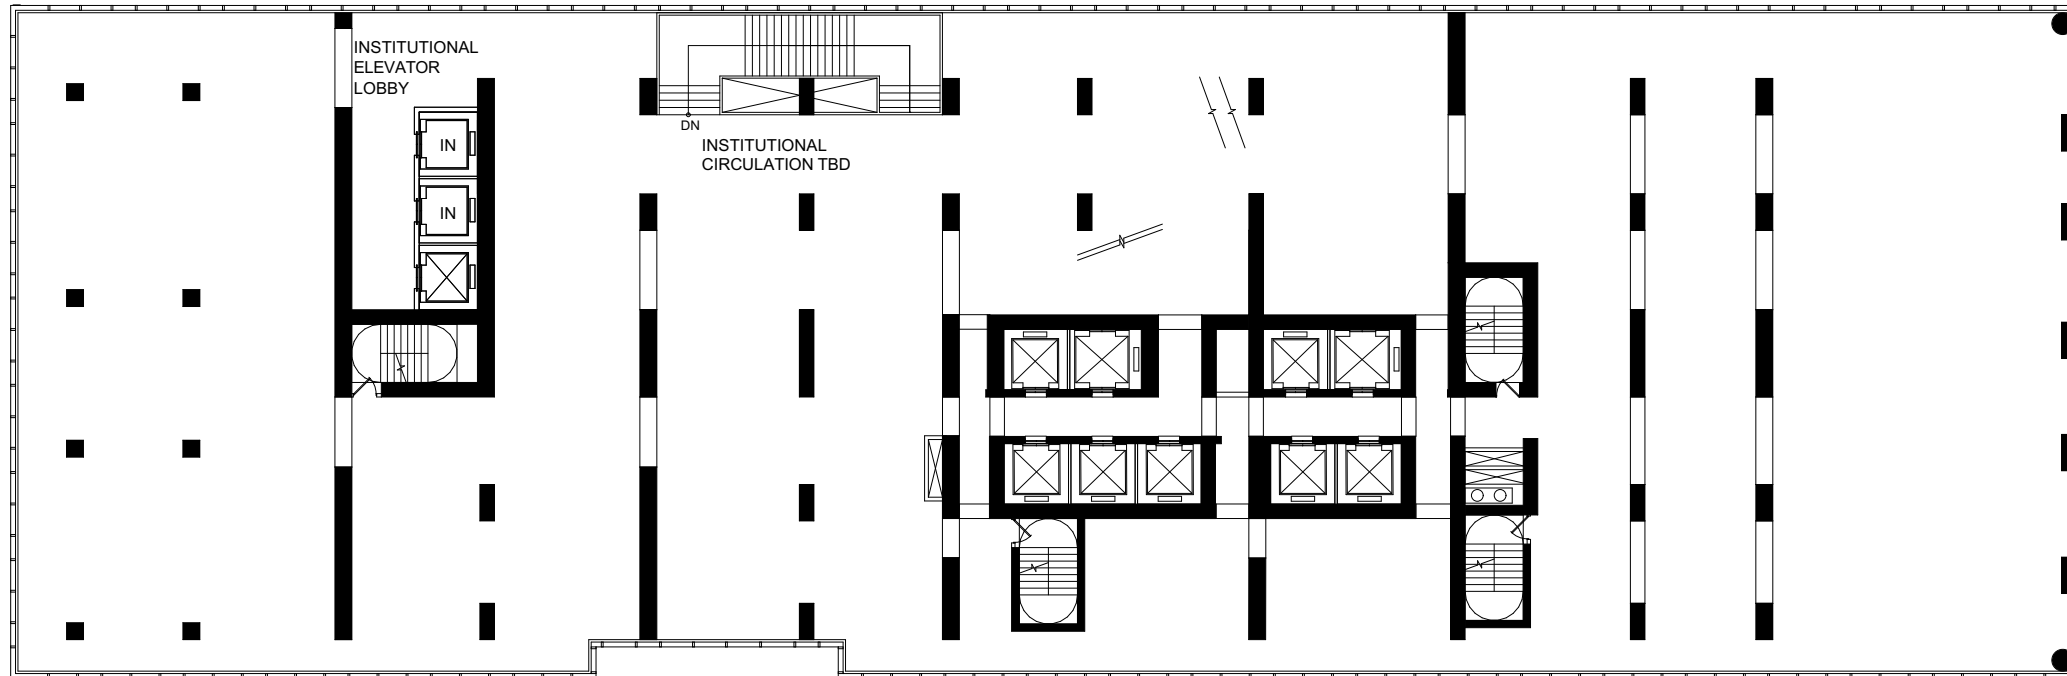 INSTITUTIONAL
ELEVATOR
LOBBY
IN
IN
DN
INSTITUTIONAL
CIRCULATION TBD